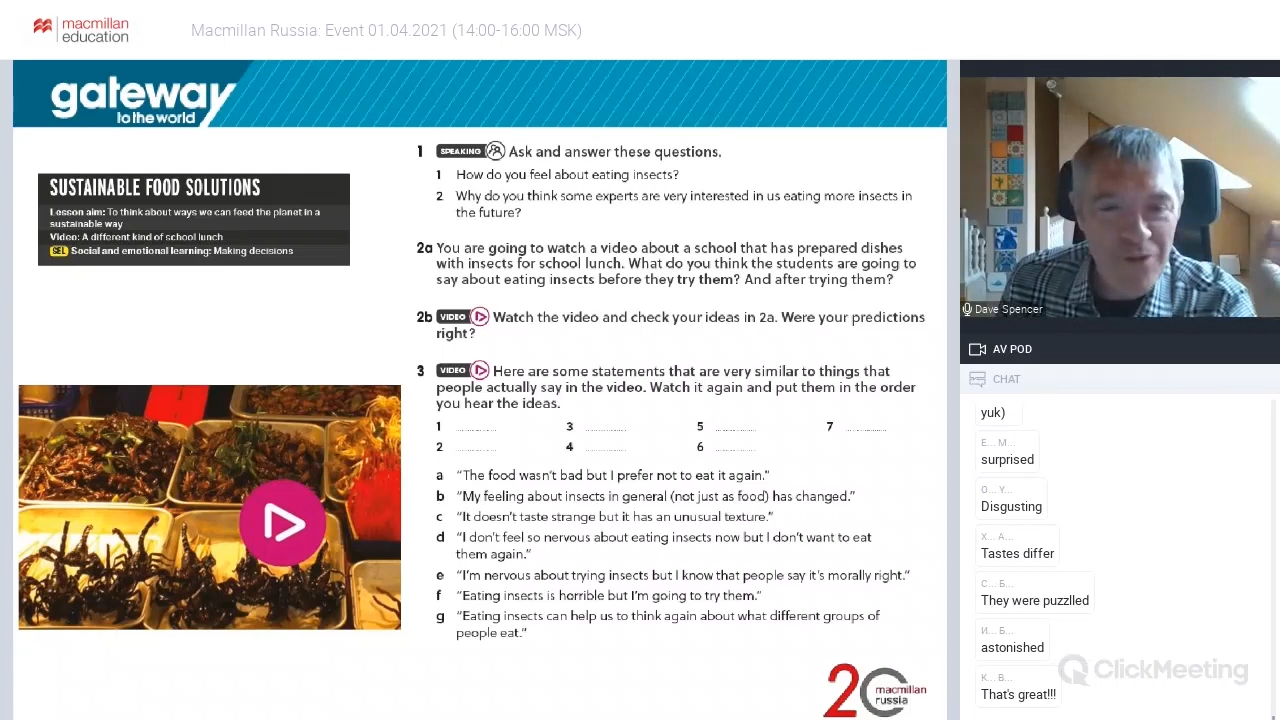 macmillan
education
Macmillan Russia: Event 01.04.2021 (14:00-16:00 MSK)
gateway
to the world
SUSTAINABLE FOOD SOLUTIONS
Lesson aim: To think about ways we can feed the planet in a
sustainable way
Video: A different kind of school lunch
SEL Social and emotional learning: Making decisions
1 SPEAKING Ask and answer these questions.
1 How do you feel about eating insects?
2 Why do you think some experts are very interested in us eating more insects in
the future?
2a You are going to watch a video about a school that has prepared dishes
with insects for school lunch. What do you think the students are going to
say about eating insects before they try them? And after trying them?
2b VIDEO Watch the video and check your ideas in 2a. Were your predictions
right?
3 VIDEO Here are some statements that are very similar to things that
people actually say in the video. Watch it again and put them in the order
you hear the ideas.
1 ............ 3 ............ 5 ............ 7 ............
2 ............ 4 ............ 6 ............
a "The food wasn't bad but I prefer not to eat it again."
b "My feeling about insects in general (not just as food) has changed."
c "It doesn't taste strange but it has an unusual texture."
d "I don't feel so nervous about eating insects now but I don't want to eat
them again."
e "I'm nervous about trying insects but I know that people say it's morally right."
f "Eating insects is horrible but I'm going to try them."
g "Eating insects can help us to think again about what different groups of
people eat."
20 macmillan
russia
Dave Spencer
AV POD
CHAT
yuk)
E... M...
surprised
O... Y...
Disgusting
X... A...
Tastes differ
С... Б...
They were puzzlled
И... Б...
astonished
К... В...
That's great!!!
ClickMeeting